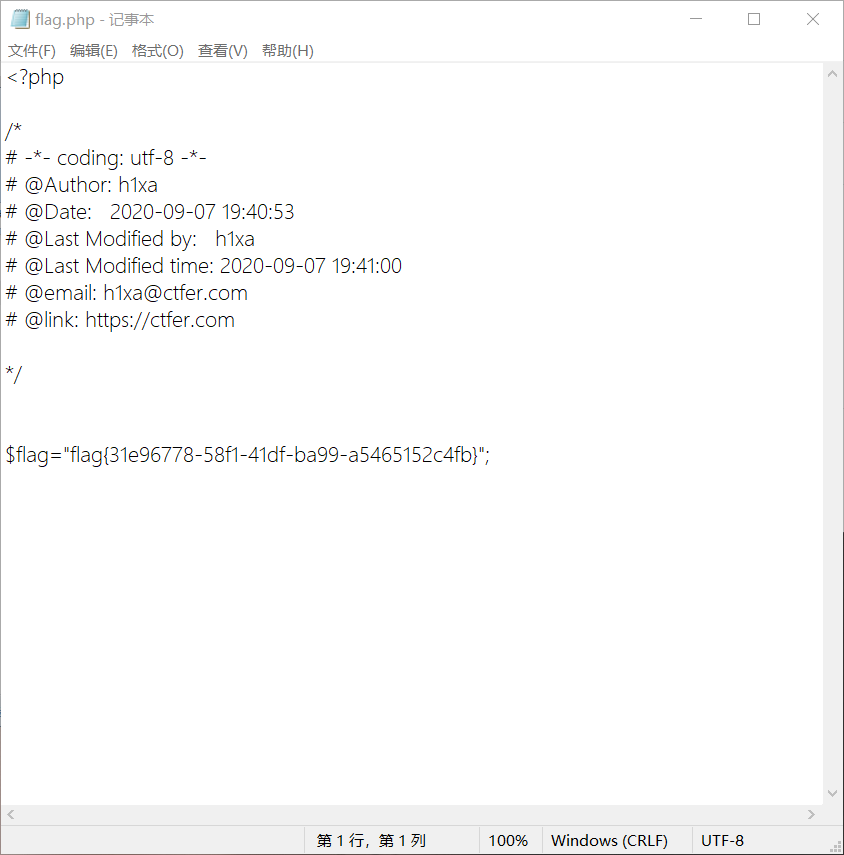 flag.php - 记事本
文件(F) 编辑(E) 格式(O) 查看(V) 帮助(H)
<?php
/*
# -*- coding: utf-8 -*-
# @Author: h1xa
# @Date:   2020-09-07 19:40:53
# @Last Modified by:   h1xa
# @Last Modified time: 2020-09-07 19:41:00
# @email: h1xa@ctfer.com
# @link: https://ctfer.com
*/
$flag="flag{31e96778-58f1-41df-ba99-a5465152c4fb}";
第 1 行，第 1 列 100% Windows (CRLF) UTF-8